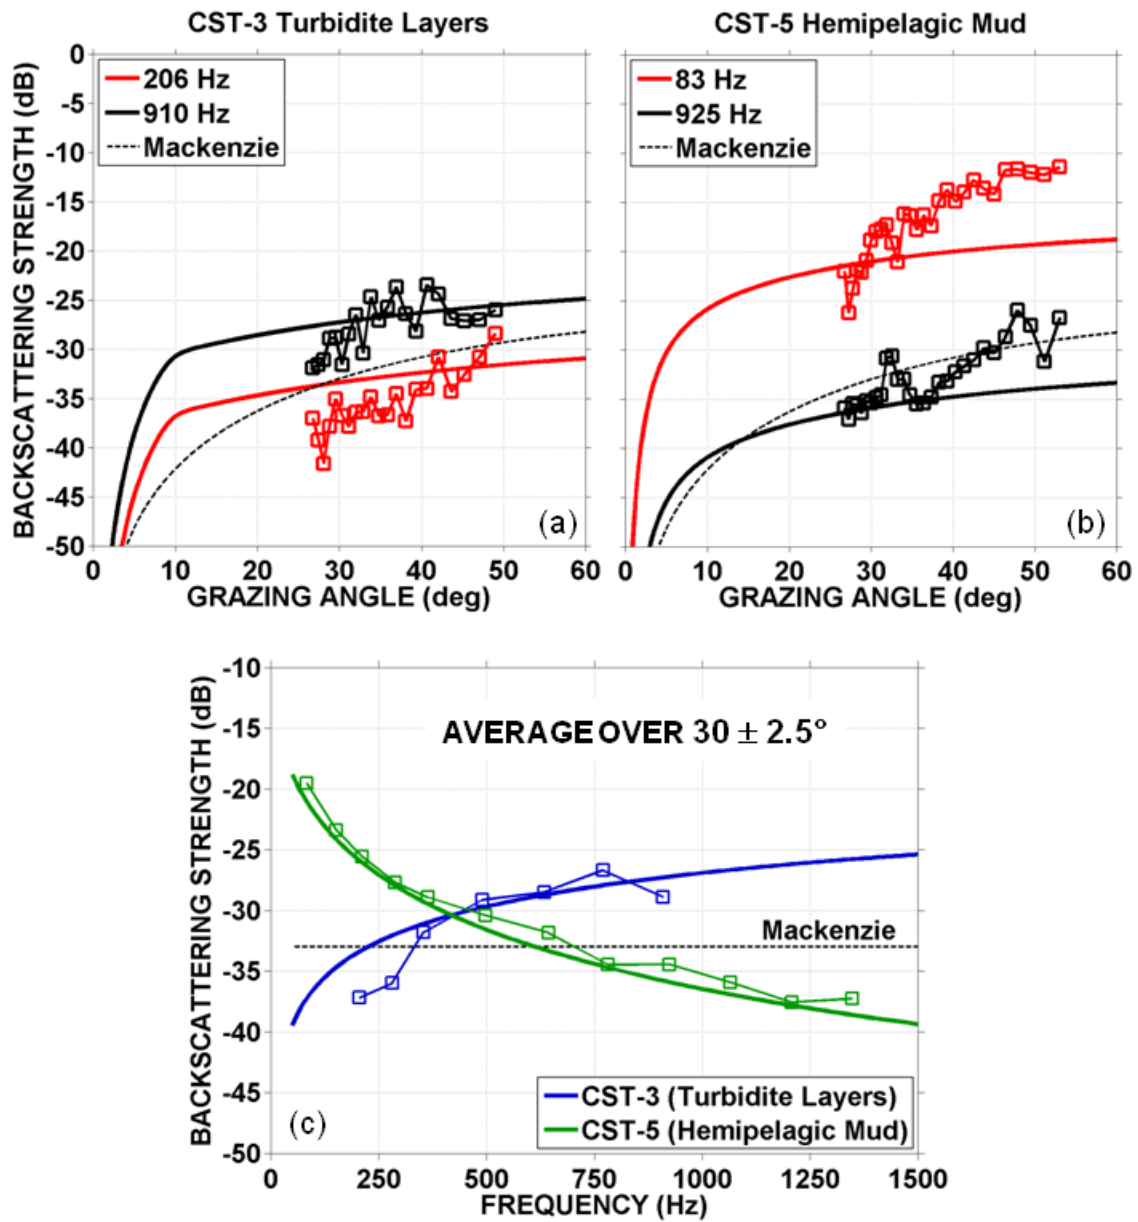 CST-3 Turbidite Layers
BACKSCATTERING STRENGTH (dB)
0
-5
-10
-15
-20
-25
-30
-35
-40
-45
-50
206 Hz
910 Hz
Mackenzie
(a)
0 10 20 30 40 50 60
GRAZING ANGLE (deg)
CST-5 Hemipelagic Mud
83 Hz
925 Hz
Mackenzie
(b)
0 10 20 30 40 50 60
GRAZING ANGLE (deg)
BACKSCATTERING STRENGTH (dB)
-10
-15
-20
-25
-30
-35
-40
-45
-50
AVERAGE OVER 30 ± 2.5°
Mackenzie
CST-3 (Turbidite Layers)
CST-5 (Hemipelagic Mud)
(c)
0 250 500 750 1000 1250 1500
FREQUENCY (Hz)